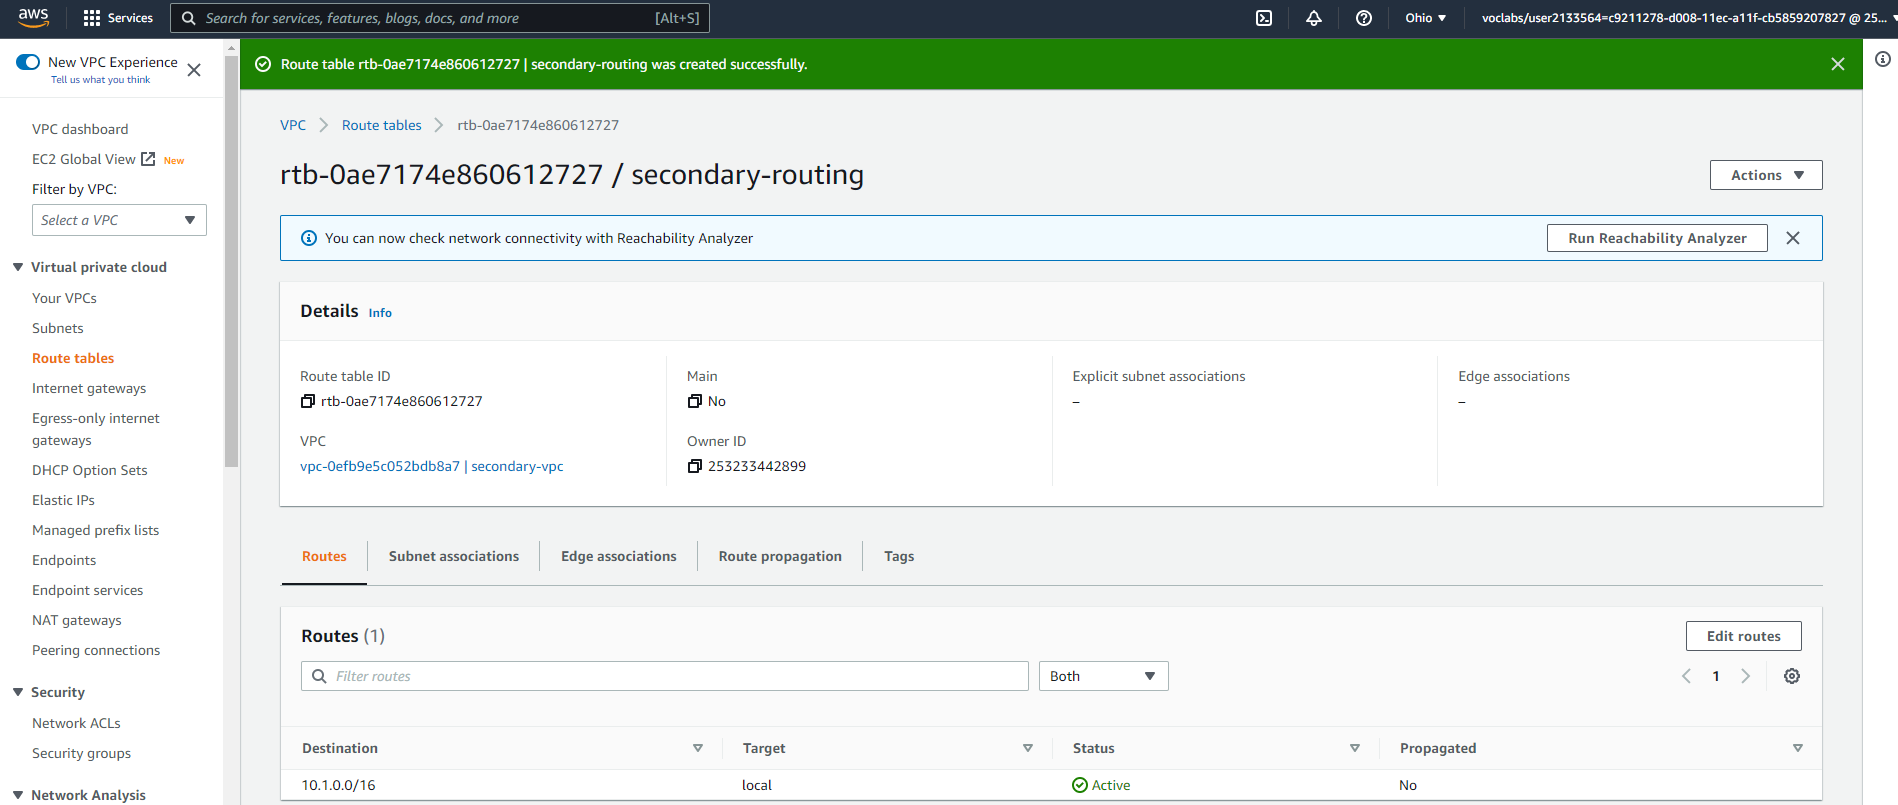 aws
Services
Search for services, features, blogs, docs, and more
[Alt+S]
Ohio
voclabs/user2133564=c9211278-d008-11ec-a11f-cb5859207827 @ 25...
New VPC Experience
Tell us what you think
VPC dashboard
EC2 Global View New
Filter by VPC:
Select a VPC
Virtual private cloud
Your VPCs
Subnets
Route tables
Internet gateways
Egress-only internet
gateways
DHCP Option Sets
Elastic IPs
Managed prefix lists
Endpoints
Endpoint services
NAT gateways
Peering connections
Security
Network ACLs
Security groups
Network Analysis
Route table rtb-0ae7174e860612727 | secondary-routing was created successfully.
VPC
Route tables
rtb-0ae7174e860612727
rtb-0ae7174e860612727 / secondary-routing
Actions
You can now check network connectivity with Reachability Analyzer
Run Reachability Analyzer
Details Info
Route table ID
rtb-0ae7174e860612727
Main
No
Explicit subnet associations
–
Edge associations
–
VPC
vpc-0efb9e5c052bdb8a7 | secondary-vpc
Owner ID
253233442899
Routes
Subnet associations
Edge associations
Route propagation
Tags
Routes (1)
Edit routes
Filter routes
Both
1
Destination
Target
Status
Propagated
10.1.0.0/16
local
Active
No